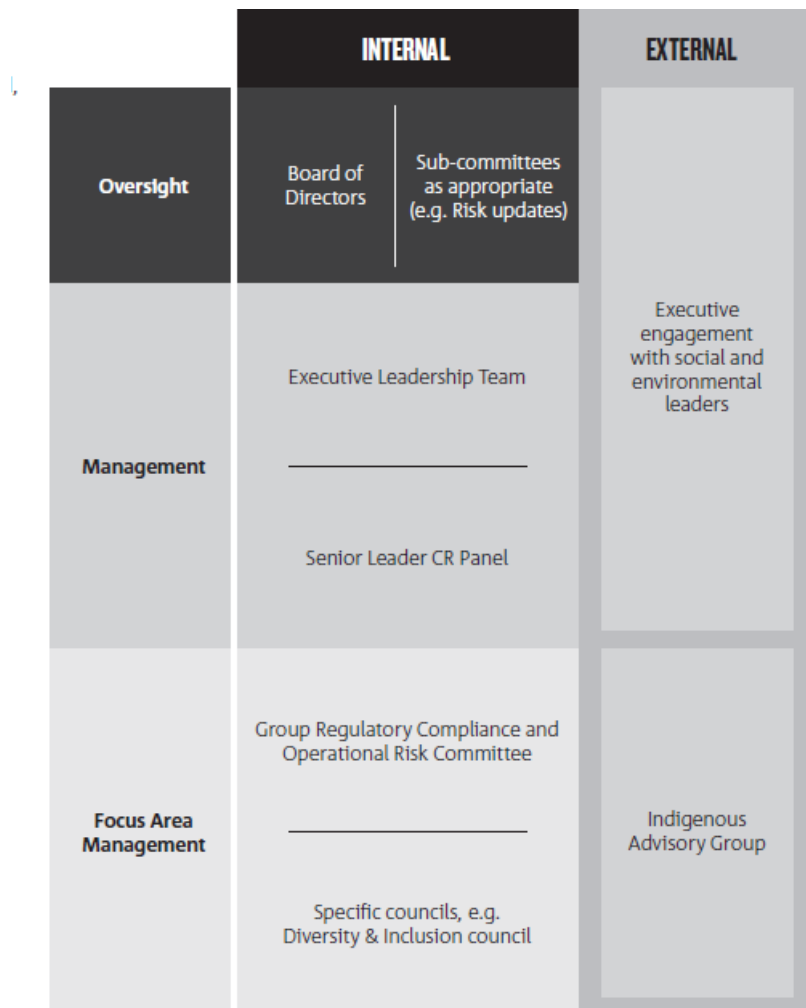 INTERNAL
EXTERNAL
,
Oversight
Board of
Directors
Sub-committees
as appropriate
(e.g. Risk updates)
Executive
engagement
with social and
environmental
leaders
Management
Executive Leadership Team
Senior Leader CR Panel
Focus Area
Management
Group Regulatory Compliance and
Operational Risk Committee
Specific councils, e.g.
Diversity & Inclusion council
Indigenous
Advisory Group